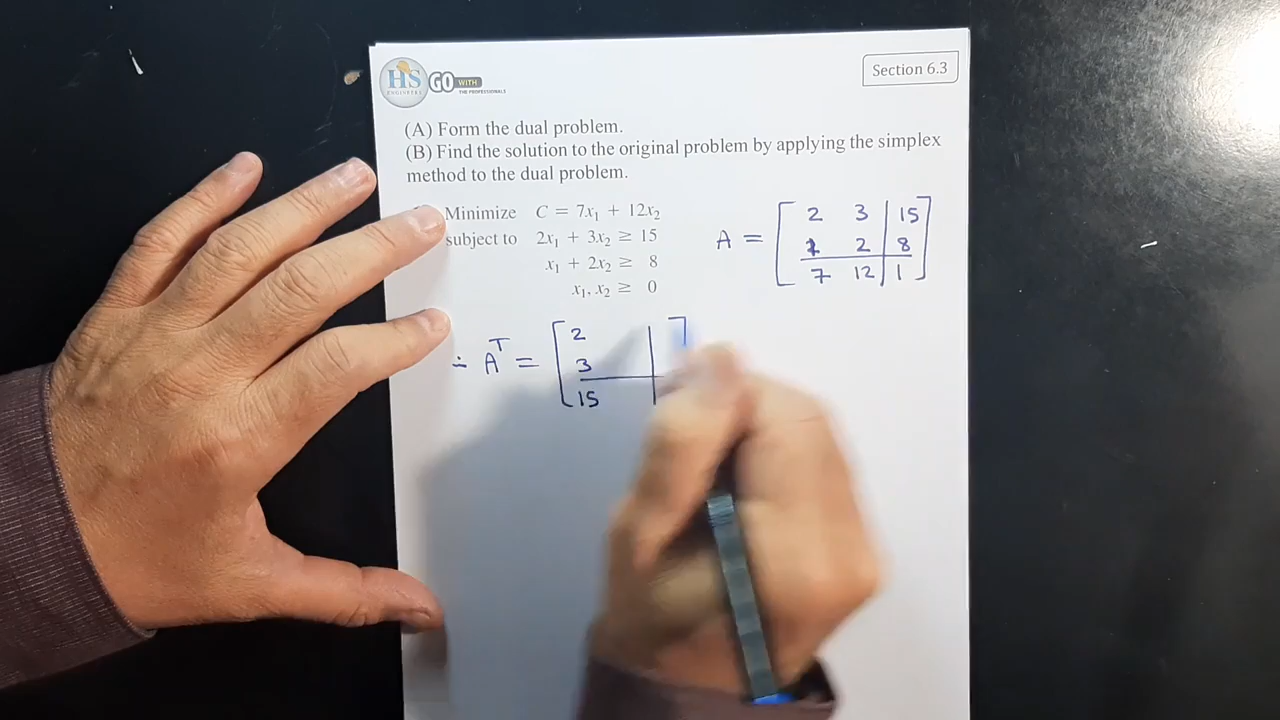 HS ENGINEERS GO WITH THE PROFESSIONALS
Section 6.3
(A) Form the dual problem.
(B) Find the solution to the original problem by applying the simplex
method to the dual problem.
Minimize C = 7x₁ + 12x₂
subject to 2x₁ + 3x₂ ≥ 15
x₁ + 2x₂ ≥ 8
x₁, x₂ ≥ 0
A = [ 2 3 | 15
1 2 | 8
7 12 | 1 ]
∴ Aᵀ = [ 2 | ]
3
15